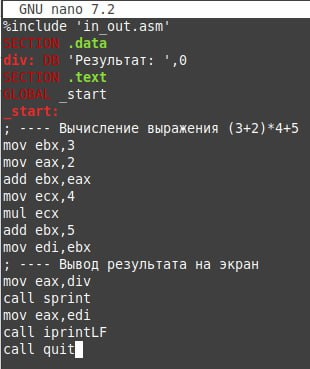 GNU nano 7.2
%include 'in_out.asm'
SECTION .data
div: DB 'Результат: ',0
SECTION .text
GLOBAL _start
_start:
; ---- Вычисление выражения (3+2)*4+5
mov ebx,3
mov eax,2
add ebx,eax
mov ecx,4
mul ecx
add ebx,5
mov edi,ebx
; ---- Вывод результата на экран
mov eax,div
call sprint
mov eax,edi
call iprintLF
call quit